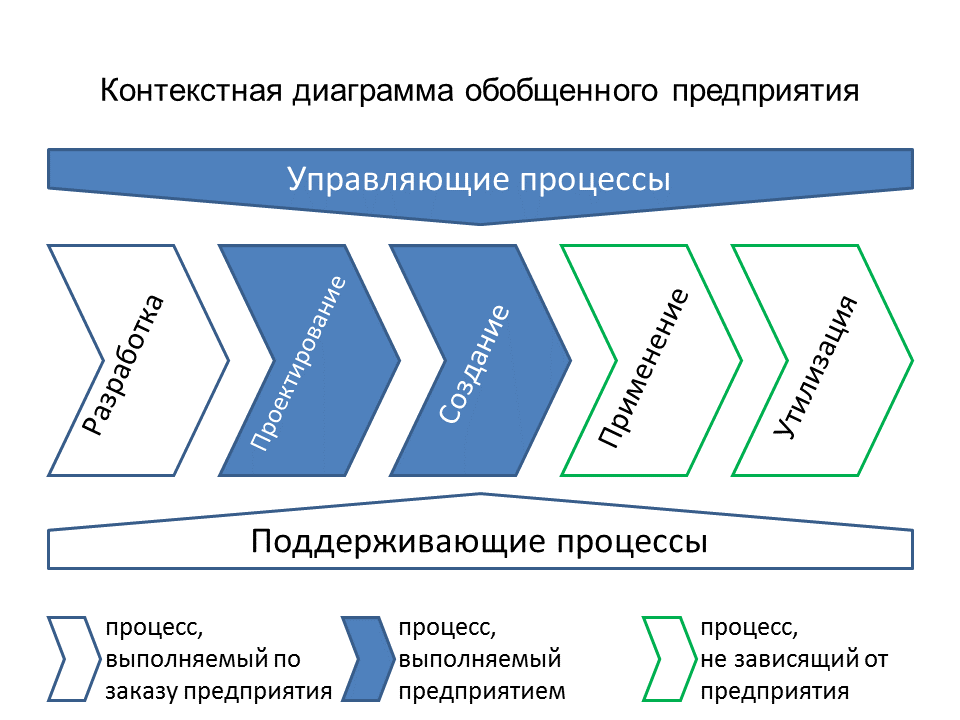 Контекстная диаграмма обобщенного предприятия
Управляющие процессы
Разработка
Проектирование
Создание
Применение
Утилизация
Поддерживающие процессы
процесс,
выполняемый по
заказу предприятия
процесс,
выполняемый
предприятием
процесс,
не зависящий от
предприятия